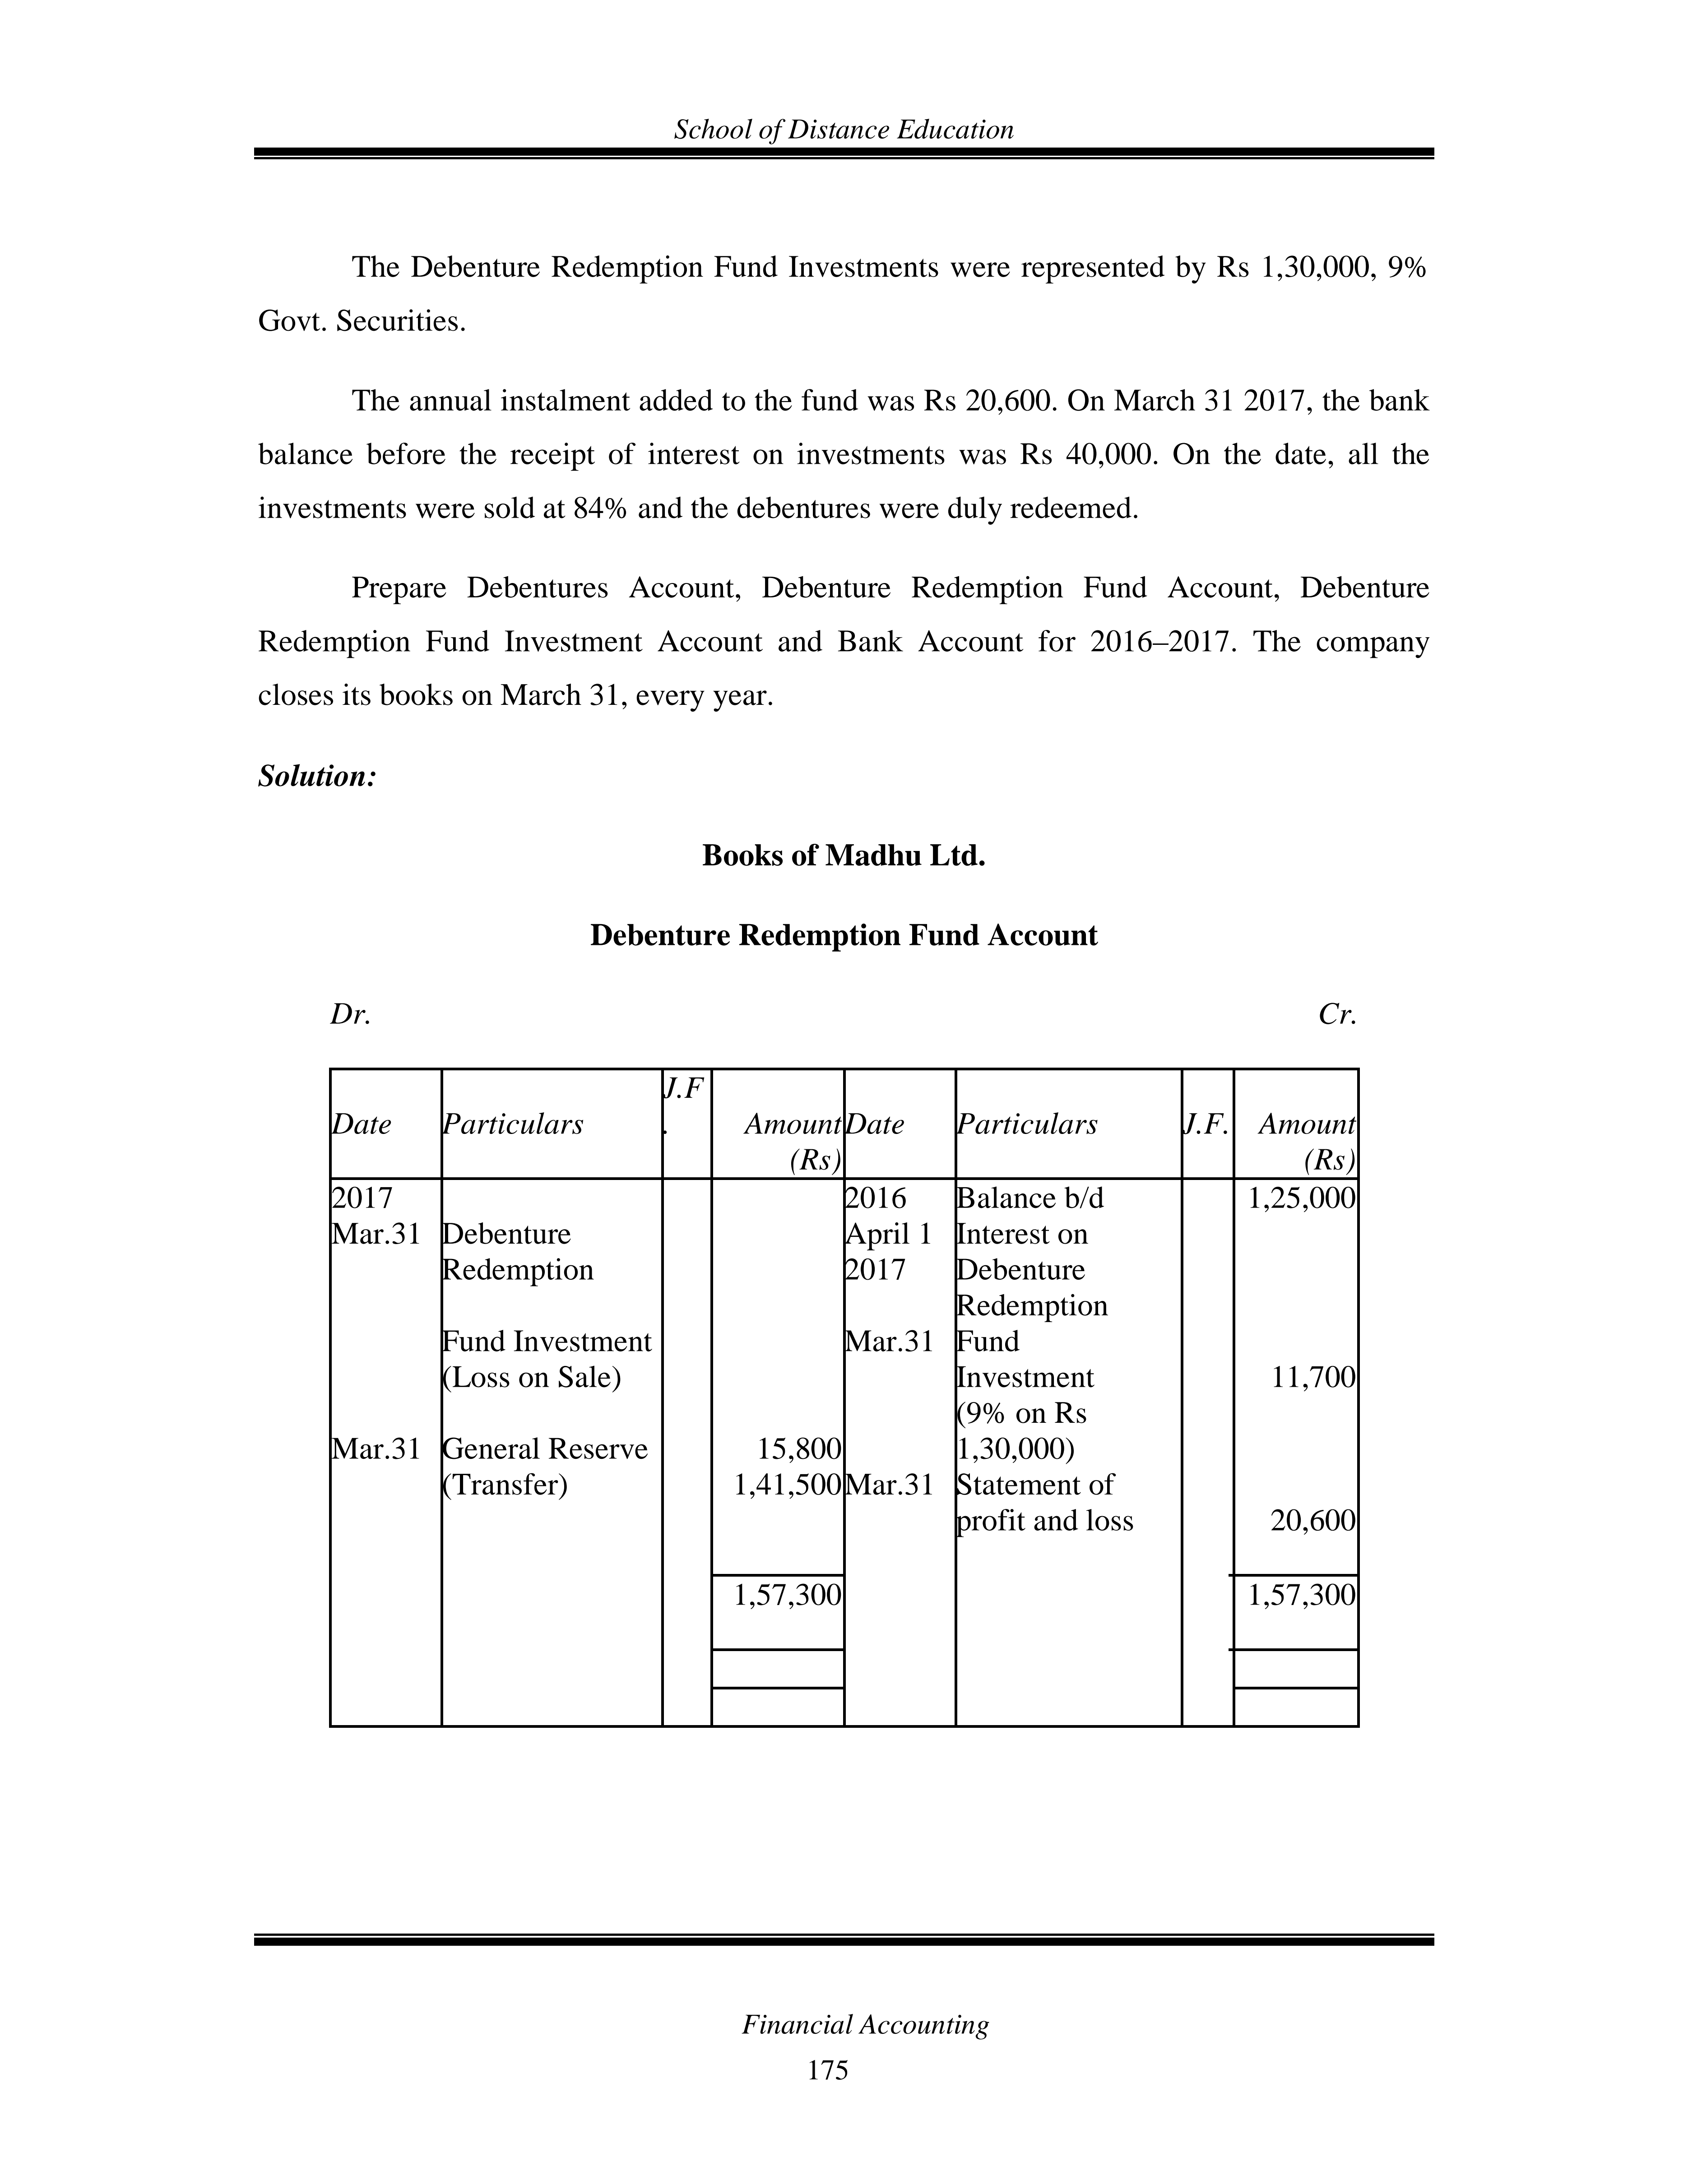 School of Distance Education
The Debenture Redemption Fund Investments were represented by Rs 1,30,000, 9%
Govt. Securities.
The annual instalment added to the fund was Rs 20,600. On March 31 2017, the bank
balance before the receipt of interest on investments was Rs 40,000. On the date, all the
investments were sold at 84% and the debentures were duly redeemed.
Prepare Debentures Account, Debenture Redemption Fund Account, Debenture
Redemption Fund Investment Account and Bank Account for 2016–2017. The company
closes its books on March 31, every year.
Solution:
Books of Madhu Ltd.
Debenture Redemption Fund Account
Dr. Cr.
J.F
Date Particulars . Amount Date Particulars J.F. Amount
(Rs) (Rs)
2017 2016 Balance b/d 1,25,000
Mar.31 Debenture April 1 Interest on
Redemption 2017 Debenture
Redemption
Fund Investment Mar.31 Fund
(Loss on Sale) Investment 11,700
(9% on Rs
Mar.31 General Reserve 15,800 1,30,000)
(Transfer) 1,41,500 Mar.31 Statement of
profit and loss 20,600
1,57,300 1,57,300
Financial Accounting
175